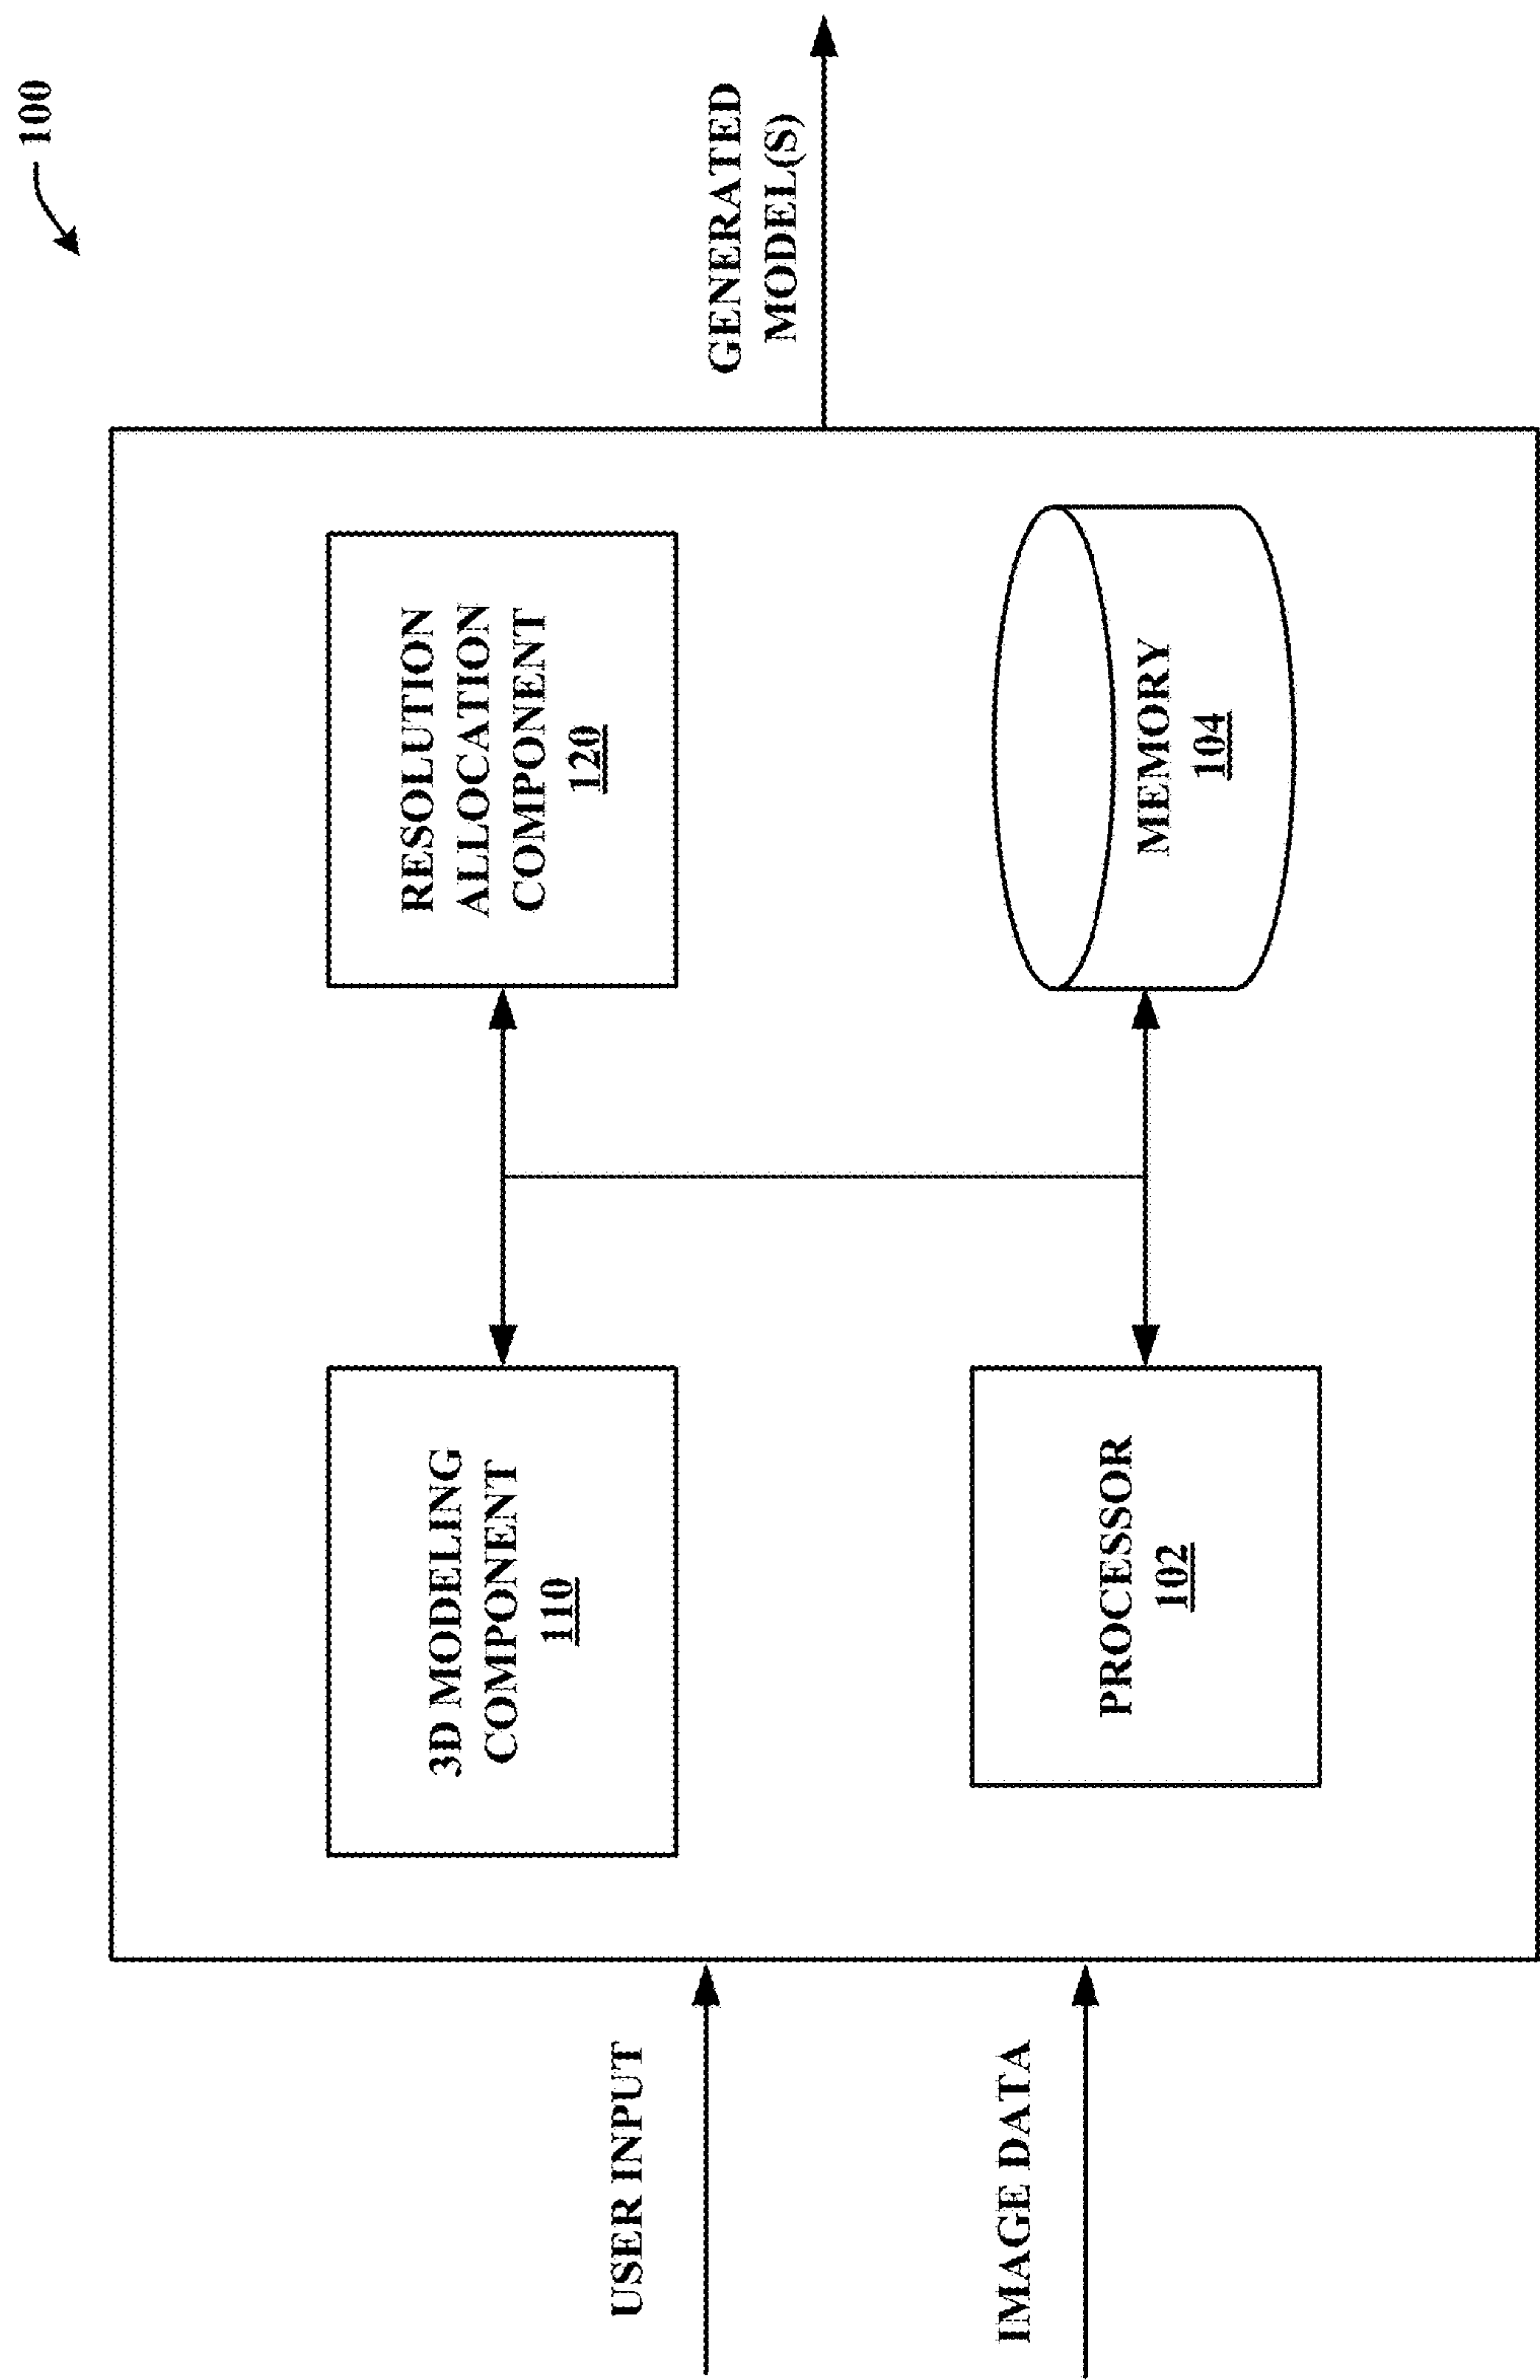 100
USER INPUT
IMAGE DATA
3D MODELING
COMPONENT
110
RESOLUTION
ALLOCATION
COMPONENT
120
PROCESSOR
102
MEMORY
104
GENERATED
MODEL(S)